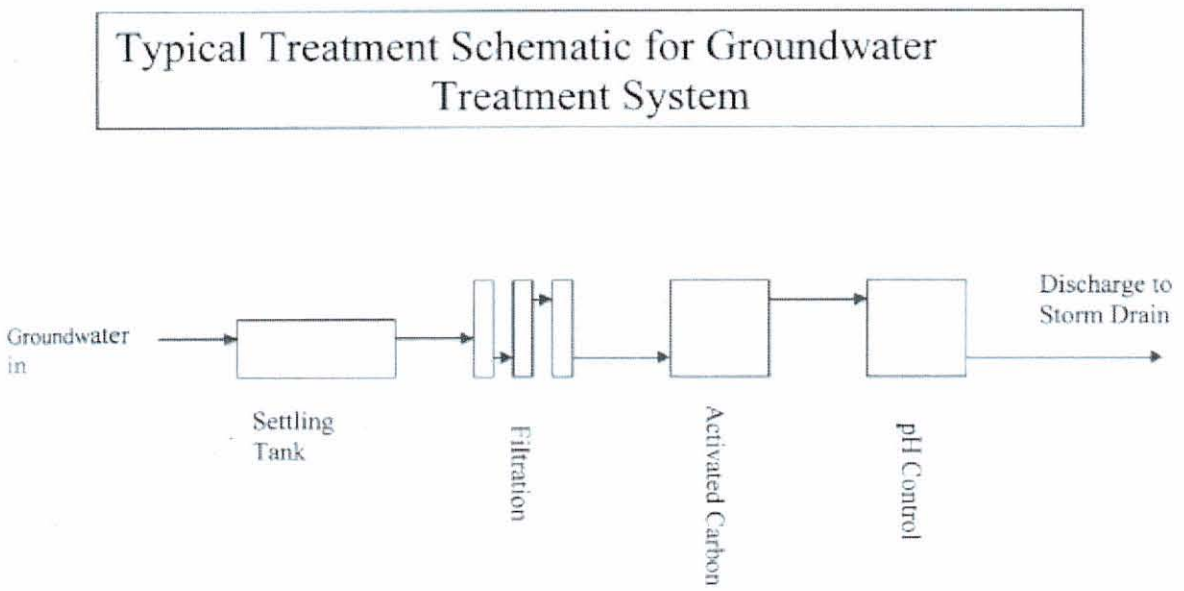 Typical Treatment Schematic for Groundwater
Treatment System
Groundwater
in
Settling
Tank
Filtration
Activated Carbon
pH Control
Discharge to
Storm Drain